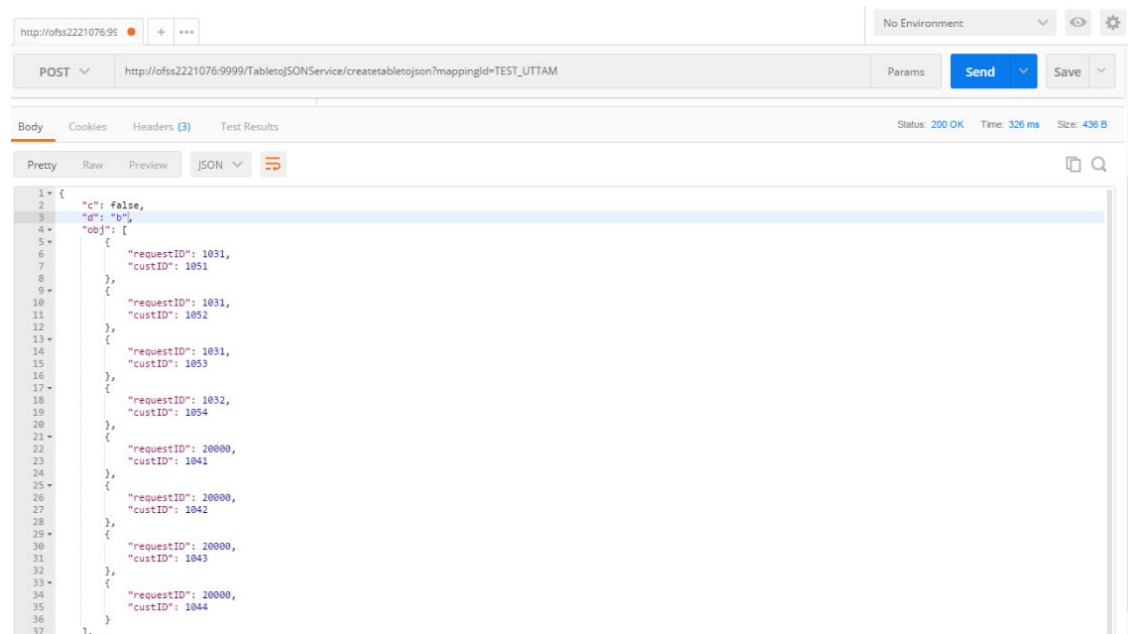 http://ofss2221076:99 + •••
No Environment
POST http://ofss2221076:9999/TabletoJSONService/createtabletojson?mappingId=TEST_UTTAM Params Send Save
Body Cookies Headers (3) Test Results Status: 200 OK Time: 326 ms Size: 436 B
Pretty Raw Preview JSON
1 {
2 "c": false,
3 "d": "b",
4 "obj": [
5 {
6 "requestID": 1031,
7 "custID": 1051
8 },
9 {
10 "requestID": 1031,
11 "custID": 1052
12 },
13 {
14 "requestID": 1031,
15 "custID": 1053
16 },
17 {
18 "requestID": 1032,
19 "custID": 1054
20 },
21 {
22 "requestID": 20000,
23 "custID": 1041
24 },
25 {
26 "requestID": 20000,
27 "custID": 1042
28 },
29 {
30 "requestID": 20000,
31 "custID": 1043
32 },
33 {
34 "requestID": 20000,
35 "custID": 1044
36 }
37 ],